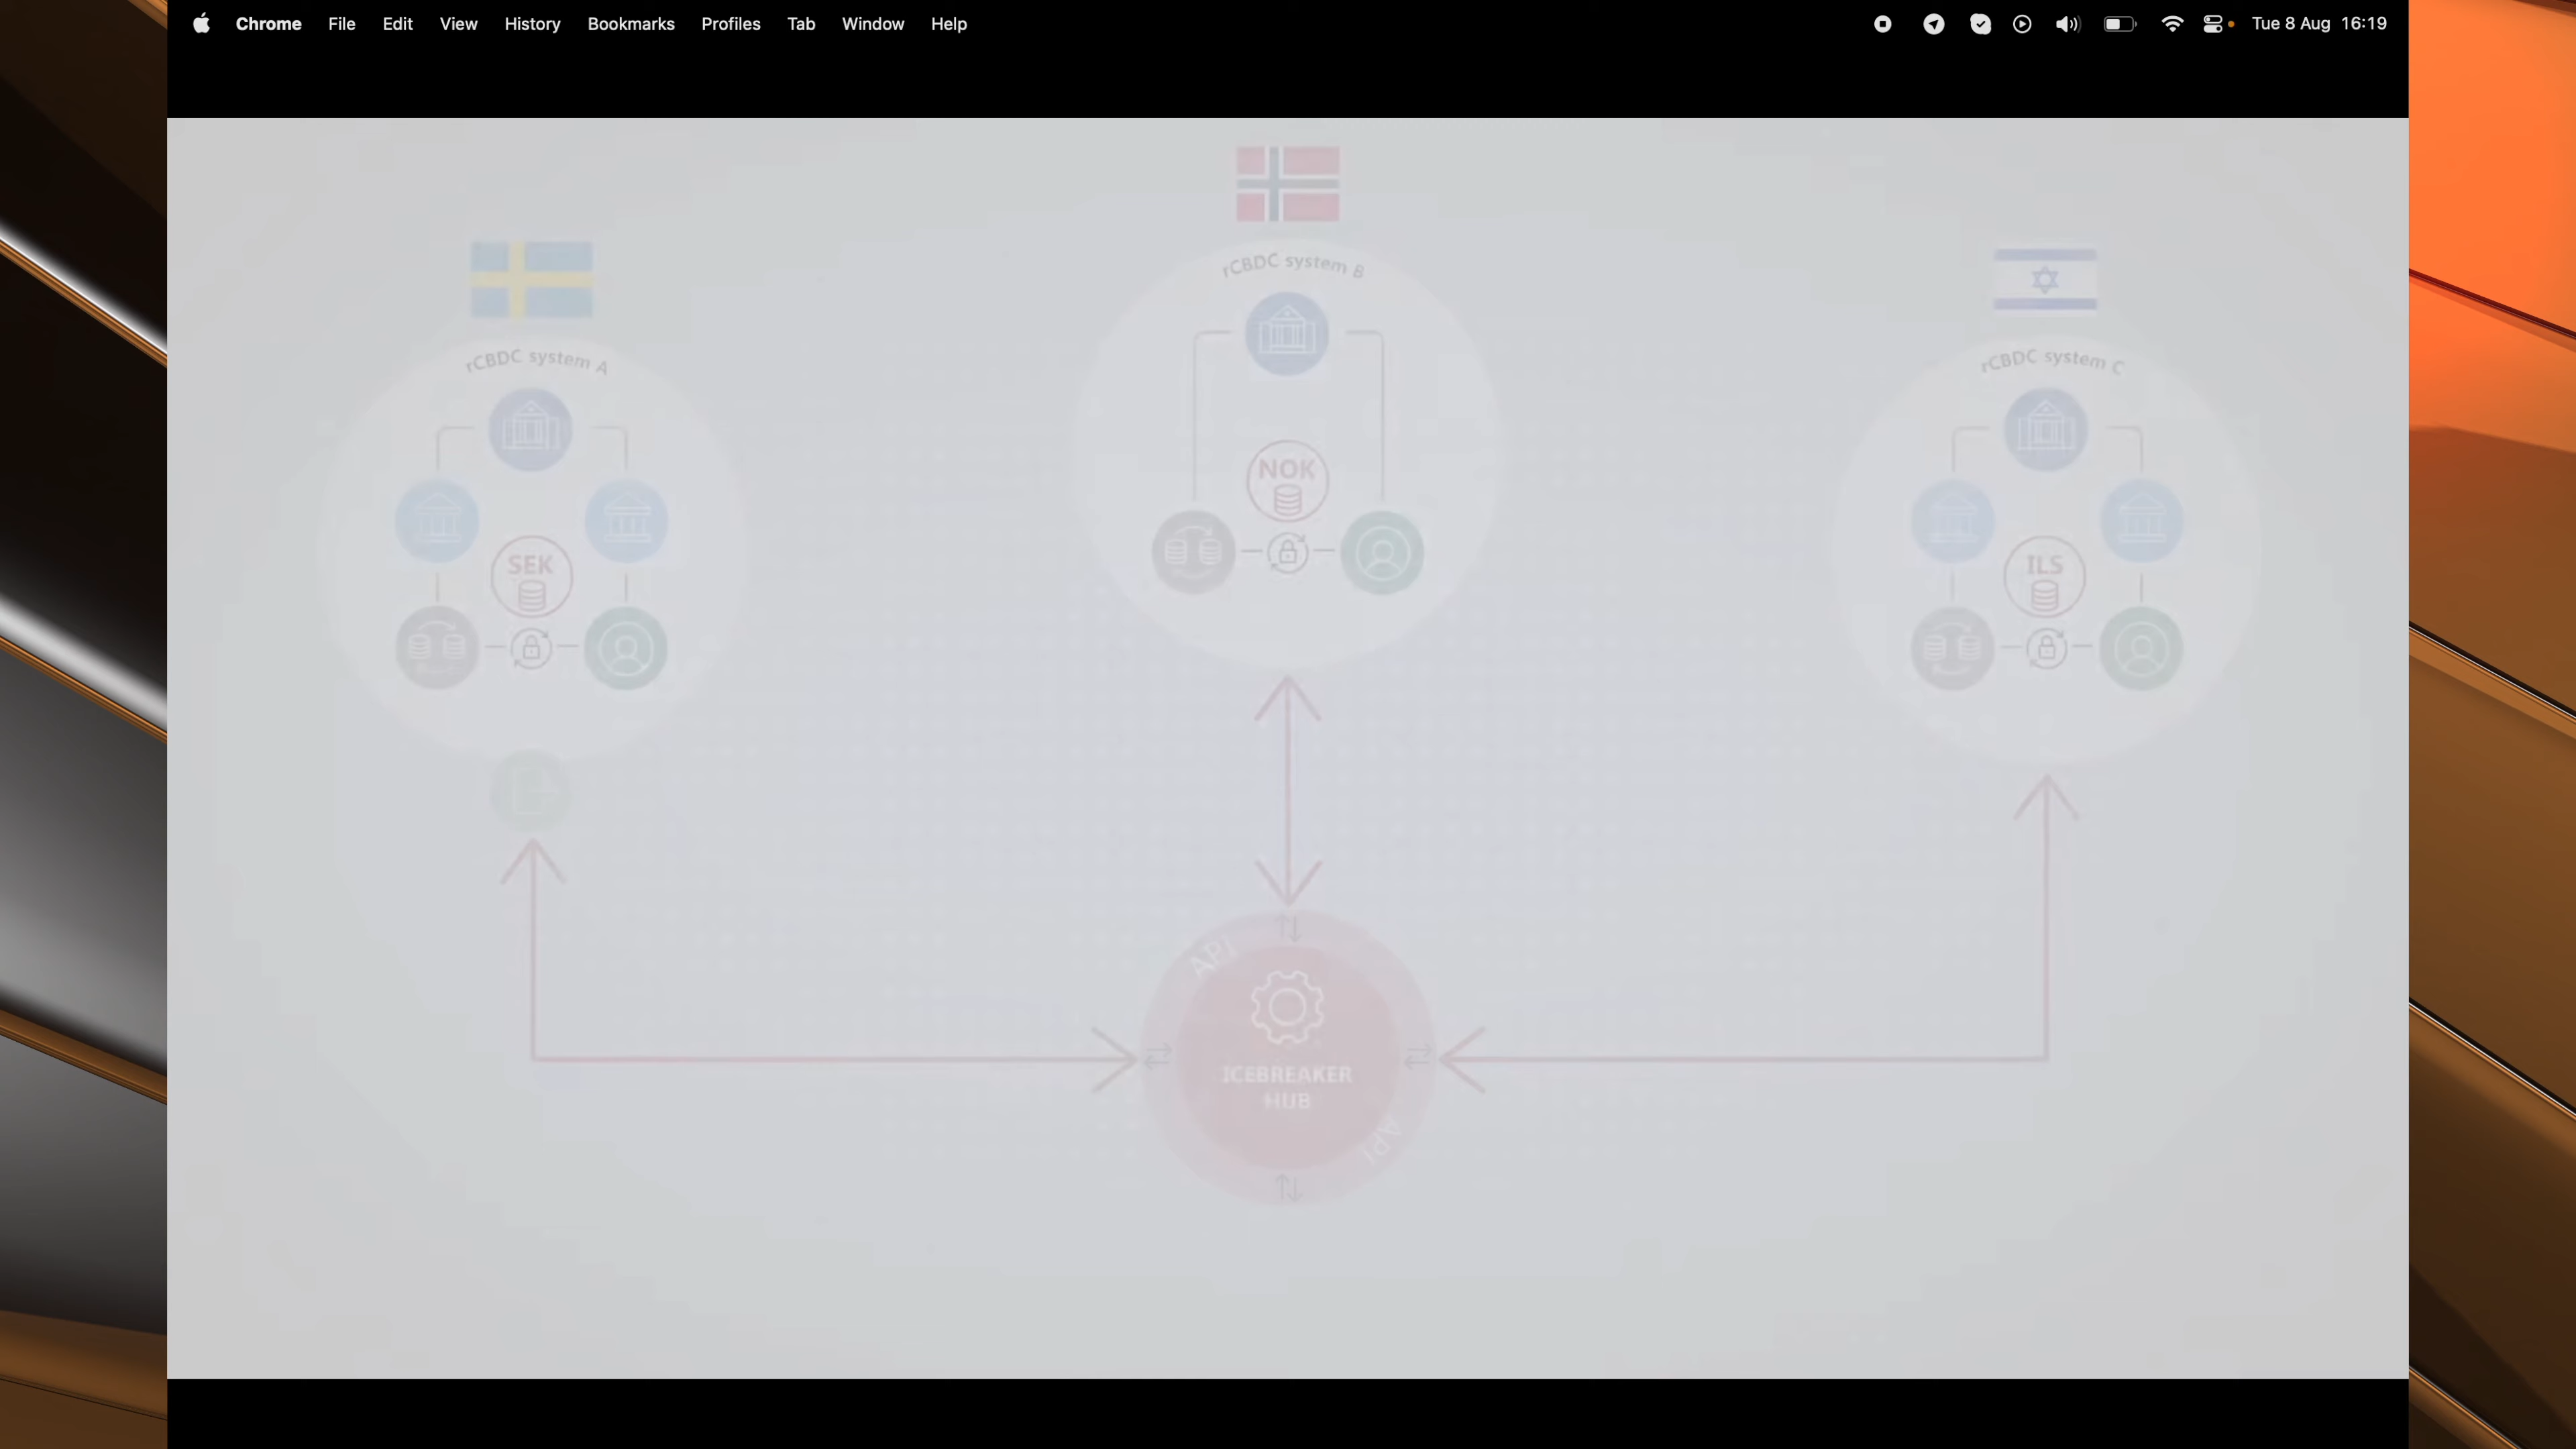 Chrome File Edit View History Bookmarks Profiles Tab Window Help Tue 8 Aug 16:19
rCBDC system B
rCBDC system A
rCBDC system C
NOK
SEK
ILS
API
ICEBREAKER
HUB
API